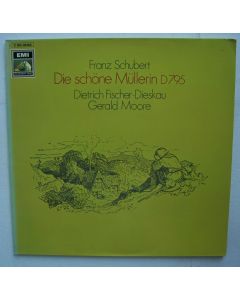 EMI
Franz Schubert
Die schöne Müllerin D.795
Dietrich Fischer-Dieskau
Gerald Moore